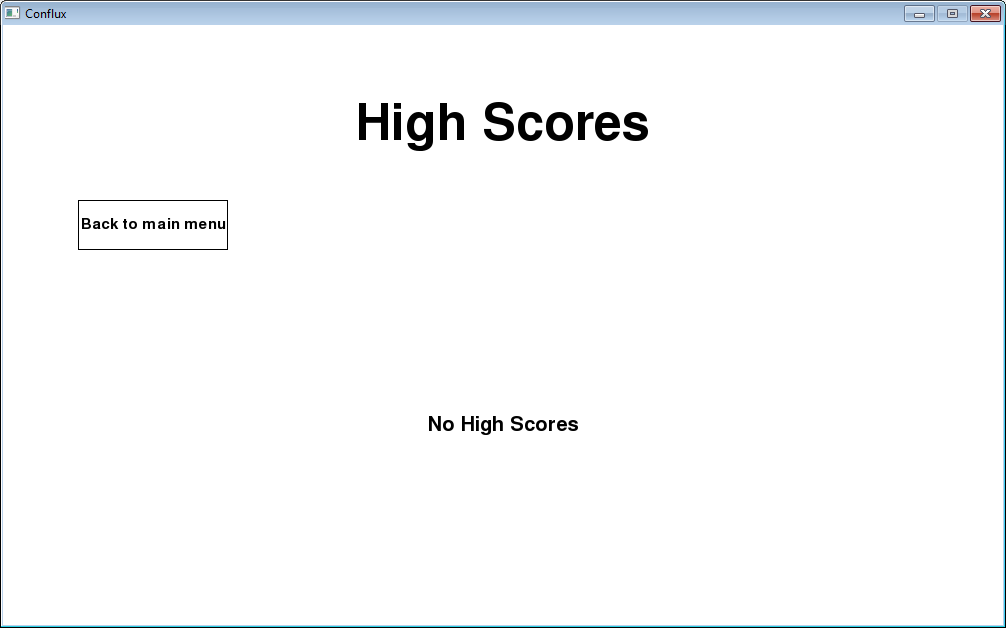 Conflux
High Scores
Back to main menu
No High Scores